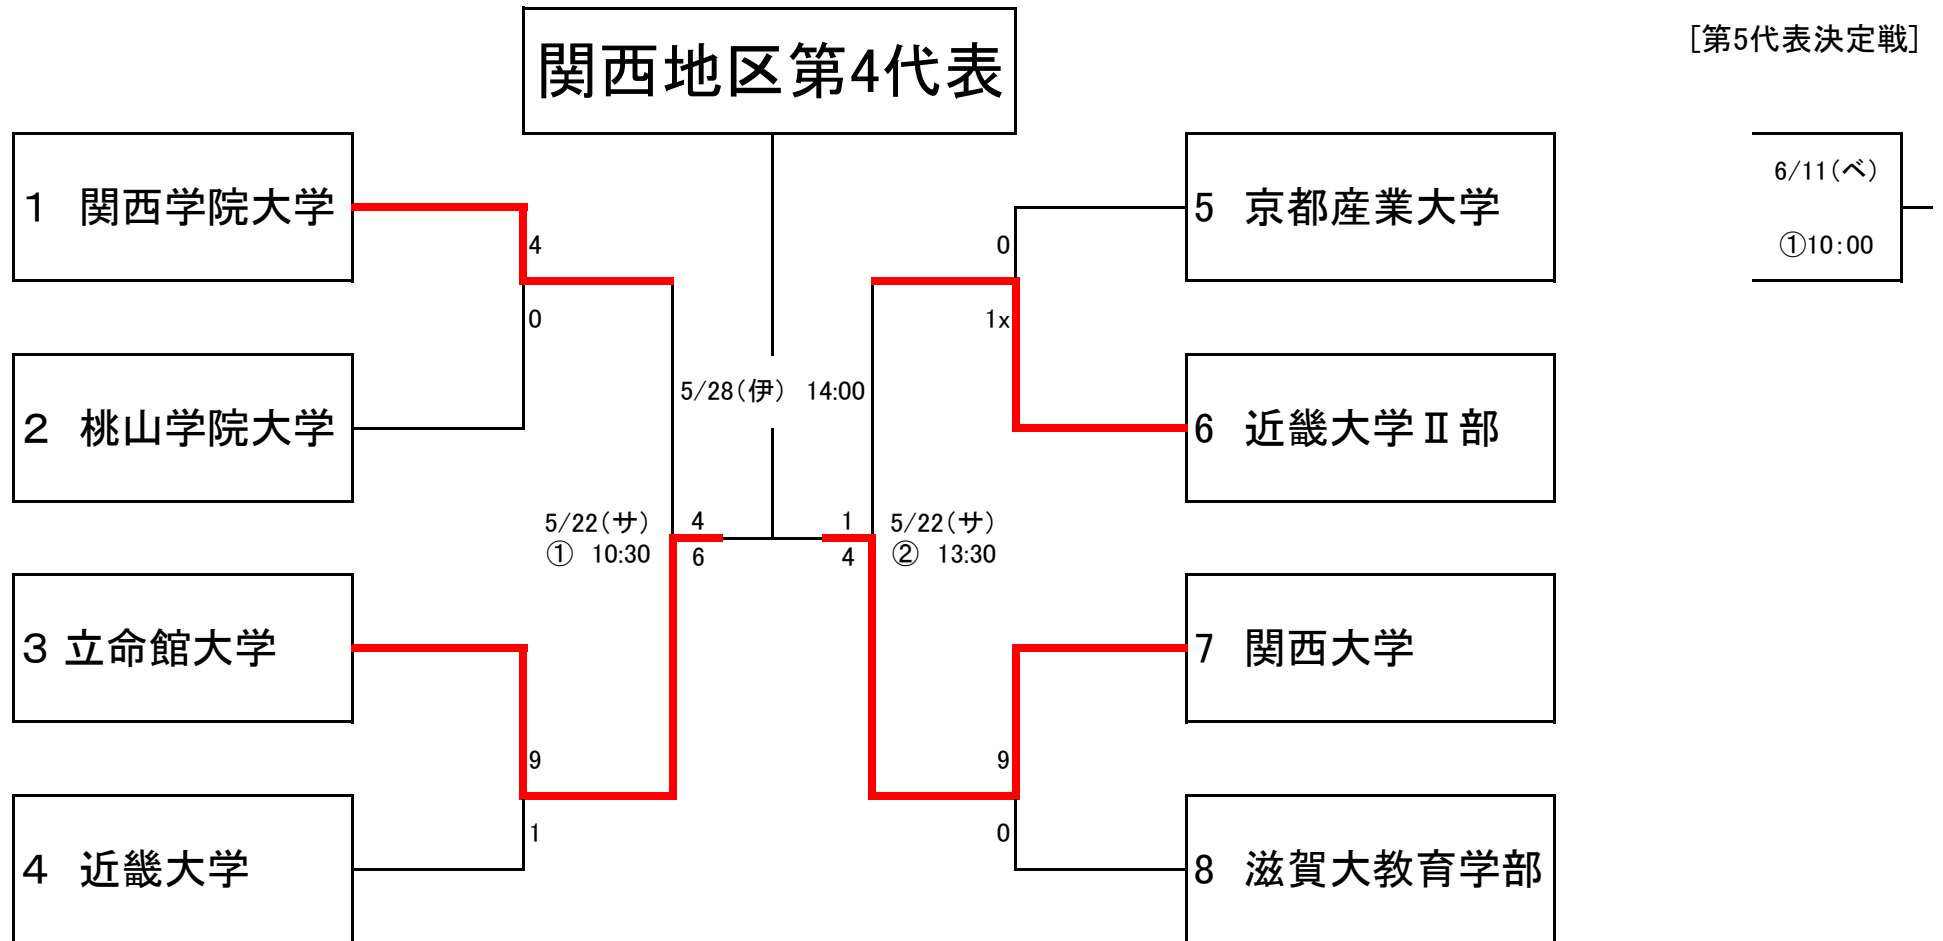 関西地区第4代表
[第5代表決定戦]
1 関西学院大学
5 京都産業大学
6/11(ベ)
①10:00
4
0
0
1x
2 桃山学院大学
6 近畿大学Ⅱ部
5/28(伊) 14:00
5/22(サ)
① 10:30
4
6
1
4
5/22(サ)
② 13:30
3 立命館大学
7 関西大学
9
1
9
0
4 近畿大学
8 滋賀大教育学部